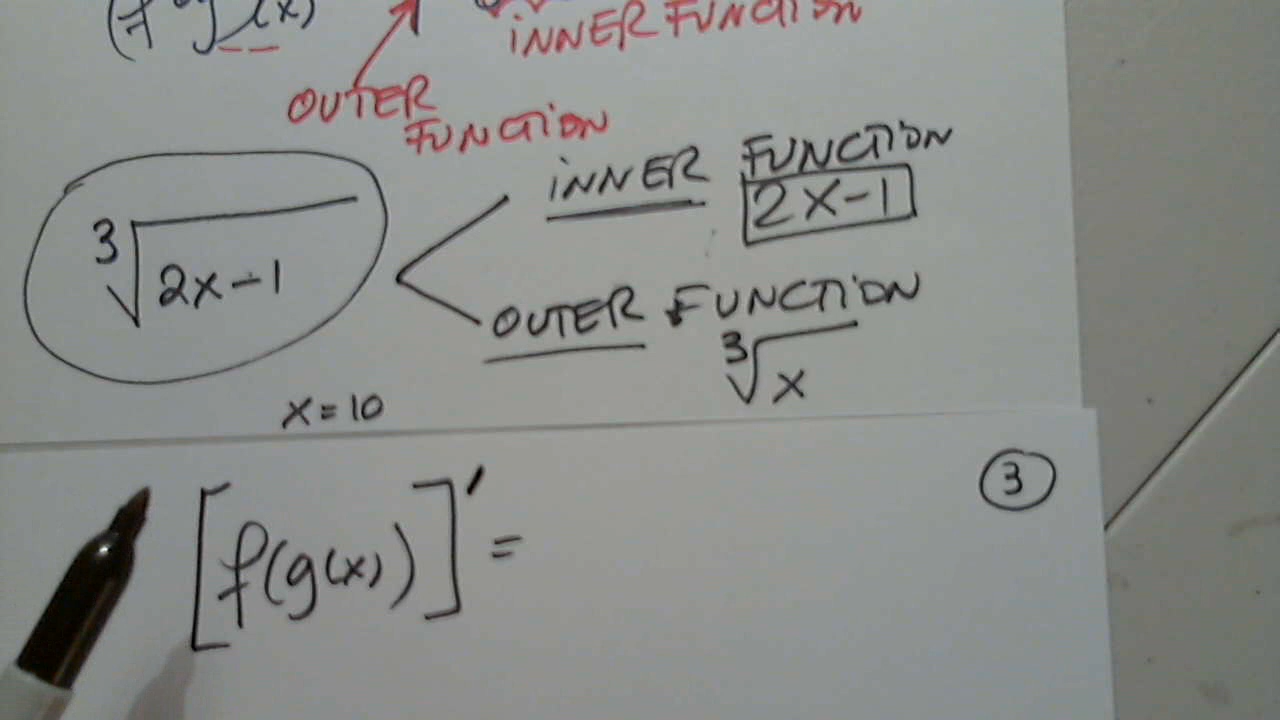 (f g)(x)
INNER FUNCTION
OUTER
FUNCTION
INNER FUNCTION
2x-1
∛2x-1
OUTER FUNCTION
∛x
x=10
3
[f(g(x))]' =